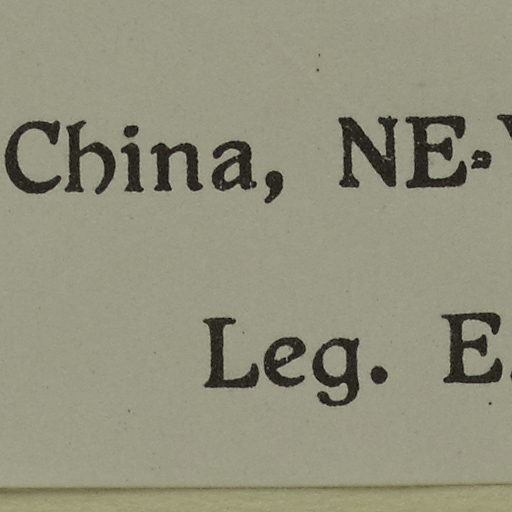 China, NE-
Leg. E.